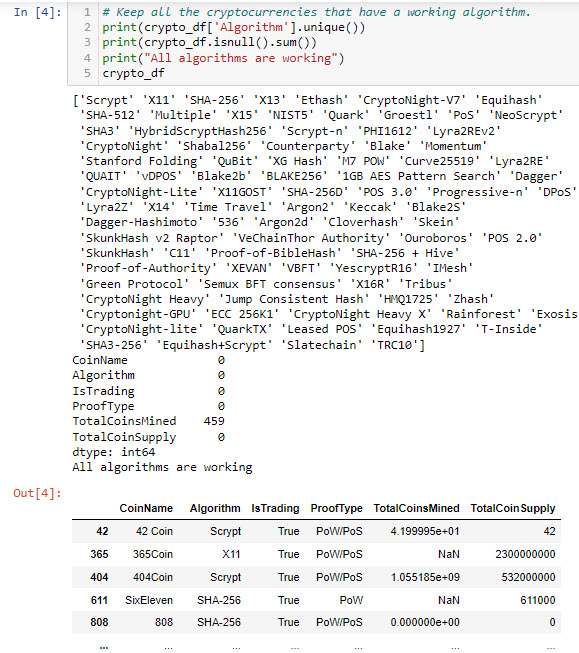 In [4]:
1 # Keep all the cryptocurrencies that have a working algorithm.
2 print(crypto_df['Algorithm'].unique())
3 print(crypto_df.isnull().sum())
4 print("All algorithms are working")
5 crypto_df
['Scrypt' 'X11' 'SHA-256' 'X13' 'Ethash' 'CryptoNight-V7' 'Equihash'
'SHA-512' 'Multiple' 'X15' 'NIST5' 'Quark' 'Groestl' 'PoS' 'NeoScrypt'
'SHA3' 'HybridScryptHash256' 'Scrypt-n' 'PHI1612' 'Lyra2REv2'
'CryptoNight' 'Shabal256' 'Counterparty' 'Blake' 'Momentum'
'Stanford Folding' 'QuBit' 'XG Hash' 'M7 POW' 'Curve25519' 'Lyra2RE'
'QUAIT' 'vDPOS' 'Blake2b' 'BLAKE256' '1GB AES Pattern Search' 'Dagger'
'CryptoNight-Lite' 'X11GOST' 'SHA-256D' 'POS 3.0' 'Progressive-n' 'DPoS'
'Lyra2Z' 'X14' 'Time Travel' 'Argon2' 'Keccak' 'Blake2S'
'Dagger-Hashimoto' '536' 'Argon2d' 'Cloverhash' 'Skein'
'SkunkHash v2 Raptor' 'VeChainThor Authority' 'Ouroboros' 'POS 2.0'
'SkunkHash' 'C11' 'Proof-of-BibleHash' 'SHA-256 + Hive'
'Proof-of-Authority' 'XEVAN' 'VBFT' 'YescryptR16' 'IMesh'
'Green Protocol' 'Semux BFT consensus' 'X16R' 'Tribus'
'CryptoNight Heavy' 'Jump Consistent Hash' 'HMQ1725' 'Zhash'
'Cryptonight-GPU' 'ECC 256K1' 'CryptoNight Heavy X' 'Rainforest' 'Exosis
'CryptoNight-lite' 'QuarkTX' 'Leased POS' 'Equihash1927' 'T-Inside'
'SHA3-256' 'Equihash+Scrypt' 'Slatechain' 'TRC10']
CoinName 0
Algorithm 0
IsTrading 0
ProofType 0
TotalCoinsMined 459
TotalCoinSupply 0
dtype: int64
All algorithms are working
Out[4]:
CoinName Algorithm IsTrading ProofType TotalCoinsMined TotalCoinSupply
42 42 Coin Scrypt True PoW/PoS 4.199995e+01 42
365 365Coin X11 True PoW/PoS NaN 2300000000
404 404Coin Scrypt True PoW/PoS 1.055185e+09 532000000
611 SixEleven SHA-256 True PoW NaN 611000
808 808 SHA-256 True PoW/PoS 0.000000e+00 0
... ... ... ... ... ... ...